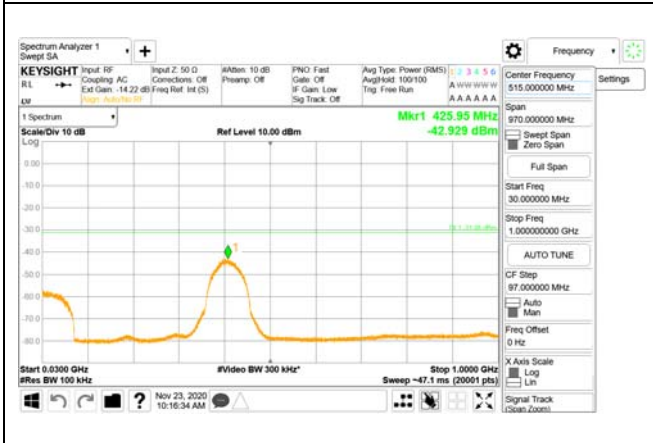 Spectrum Analyzer 1
Swept SA
Frequency
KEYSIGHT
Input: RF
Coupling: AC
Ext Gain: -14.22 dB
Align: Auto/No RF
Input Z: 50 Ω
Corrections: Off
Freq Ref: Int (S)
#Atten: 10 dB
Preamp: Off
PNO: Fast
Gate: Off
IF Gain: Low
Sig Track: Off
Avg Type: Power (RMS)
Avg|Hold: 100/100
Trig: Free Run
1 2 3 4 5 6
A W W W W W
A A A A A A
RL
1 Spectrum
Scale/Div 10 dB
Ref Level 10.00 dBm
Mkr1 425.95 MHz
-42.929 dBm
Log
0.00
-10.0
-20.0
-30.0
-40.0
-50.0
-60.0
-70.0
-80.0
1
Start 0.0300 GHz
#Res BW 100 kHz
#Video BW 300 kHz*
Stop 1.0000 GHz
Sweep ~47.1 ms (20001 pts)
Nov 23, 2020
10:16:34 AM
Center Frequency
515.000000 MHz
Settings
Span
970.000000 MHz
Swept Span
Zero Span
Full Span
Start Freq
30.000000 MHz
Stop Freq
1.000000000 GHz
AUTO TUNE
CF Step
97.000000 MHz
Auto
Man
Freq Offset
0 Hz
X Axis Scale
Log
Lin
Signal Track
(Span Zoom)